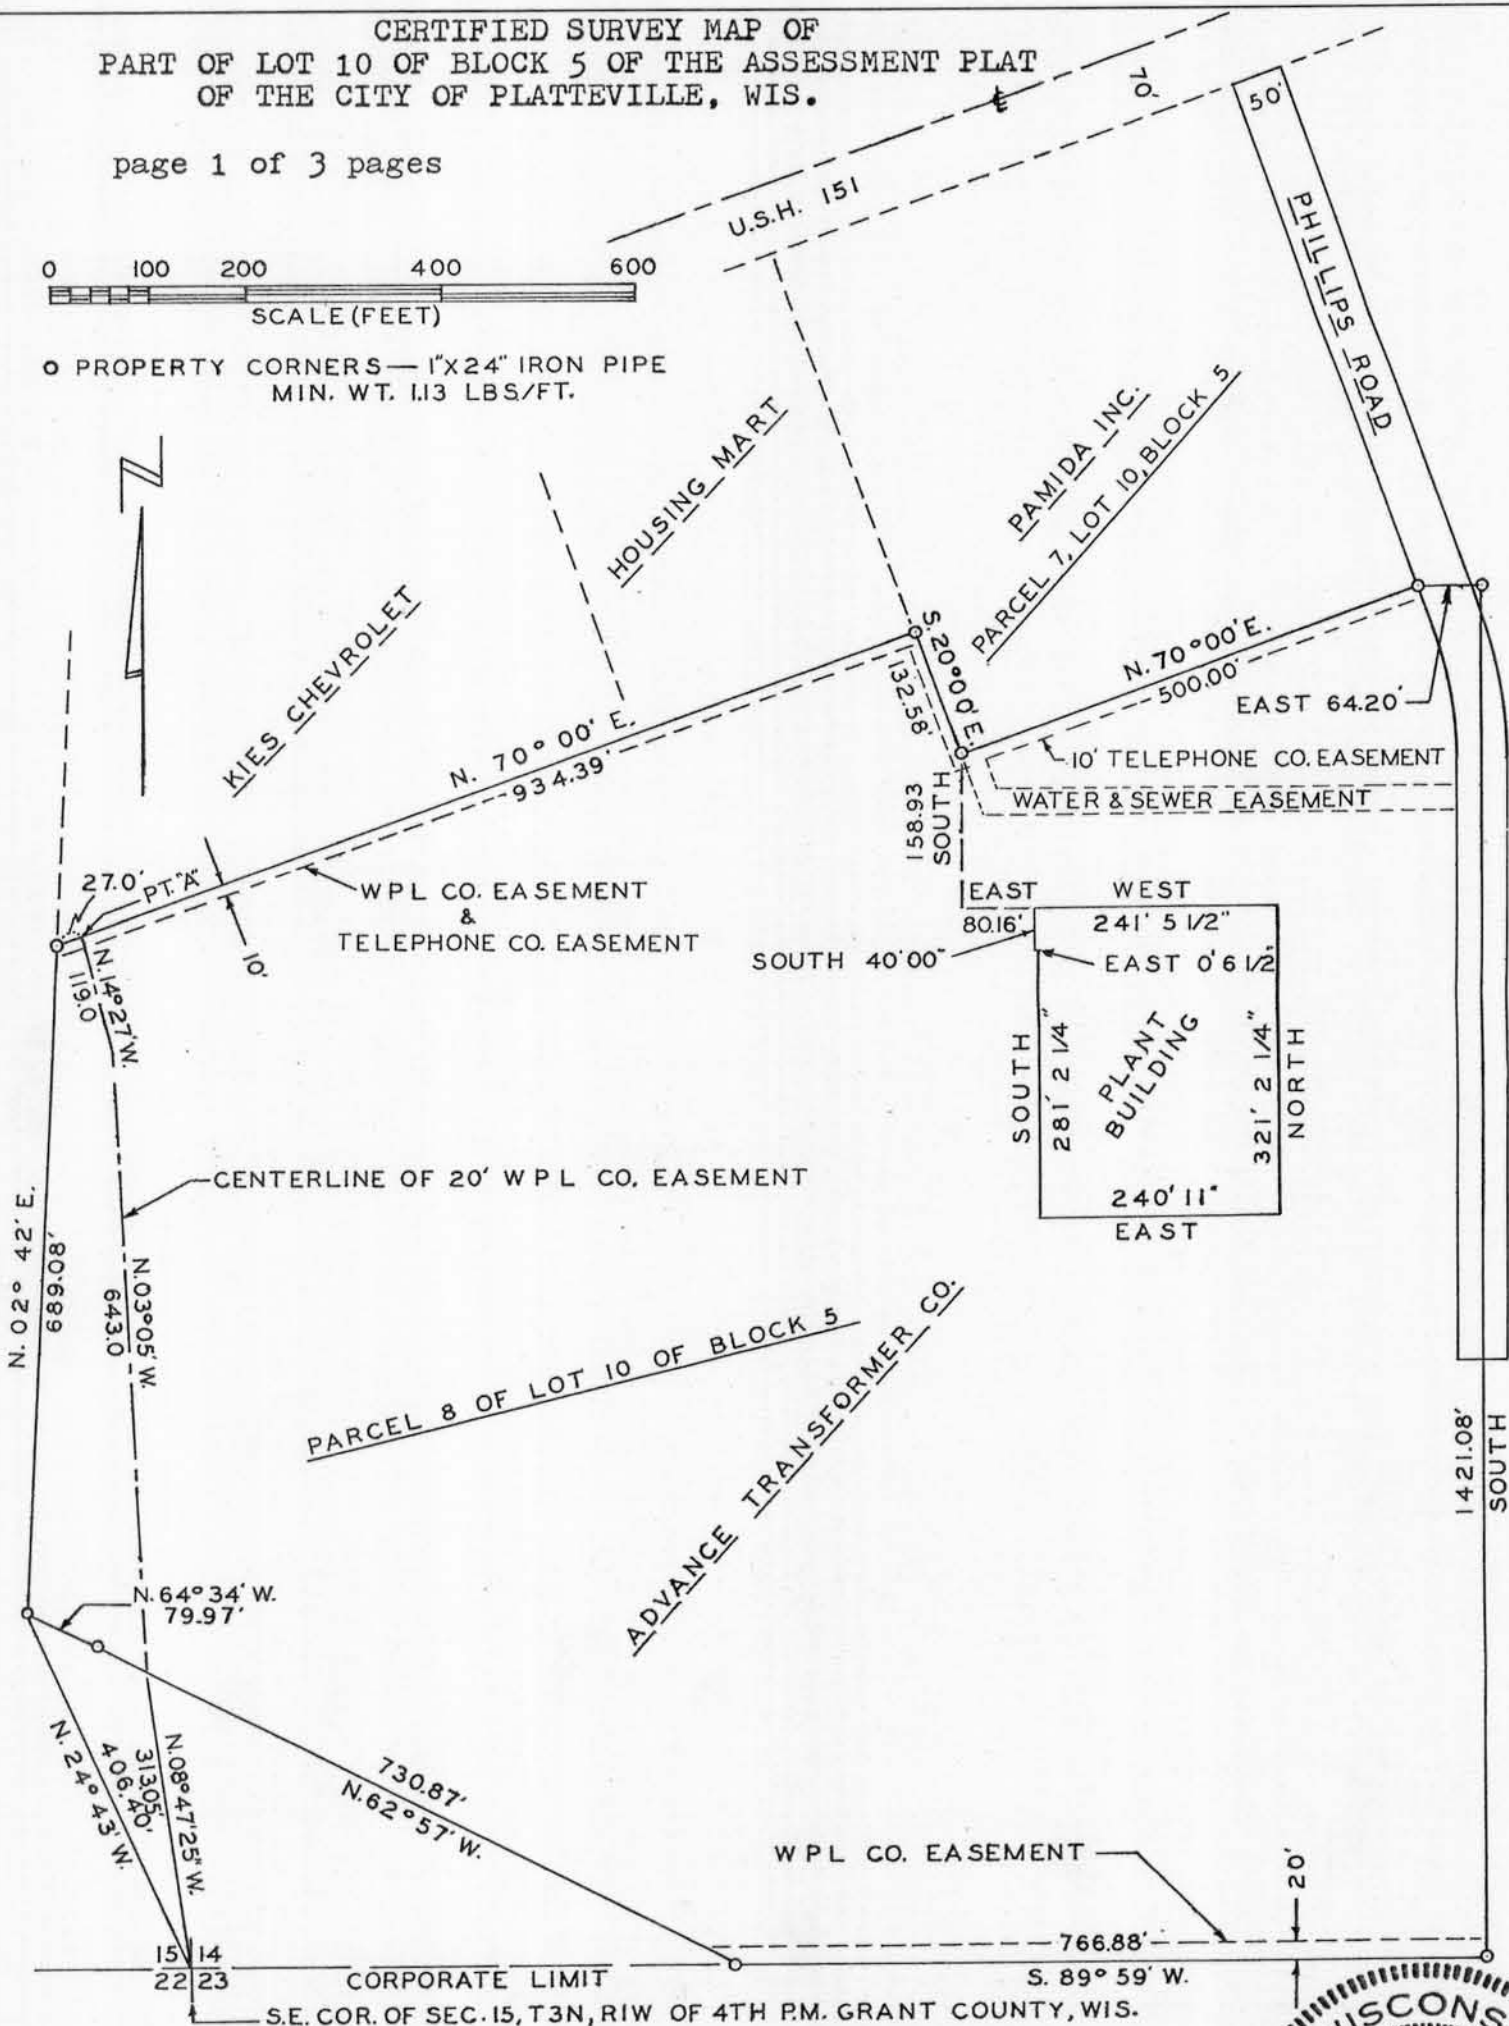 CERTIFIED SURVEY MAP OF
PART OF LOT 10 OF BLOCK 5 OF THE ASSESSMENT PLAT
OF THE CITY OF PLATTEVILLE, WIS.
page 1 of 3 pages
0 100 200 400 600
SCALE (FEET)
PROPERTY CORNERS — 1"X24" IRON PIPE
MIN. WT. 1.13 LBS/FT.
U.S.H. 151
70'
50'
PHILLIPS ROAD
HOUSING MART
PAMIDA INC.
PARCEL 7, LOT 10, BLOCK 5
KIES CHEVROLET
N. 70° 00' E.
934.39'
S. 20°00' E.
132.58'
N. 70°00' E.
500.00'
EAST 64.20'
10' TELEPHONE CO. EASEMENT
WATER & SEWER EASEMENT
158.93
SOUTH
27.0'
PT. "A"
WPL CO. EASEMENT
&
TELEPHONE CO. EASEMENT
10'
N. 14° 27' W.
119.0
EAST
80.16'
WEST
241' 5 1/2"
SOUTH 40'00"
EAST 0' 6 1/2"
SOUTH
281' 2 1/4"
PLANT
BUILDING
321' 2 1/4"
NORTH
240' 11"
EAST
CENTERLINE OF 20' W P L CO. EASEMENT
N. 02° 42' E.
689.08'
N. 03°05' W.
643.0
PARCEL 8 OF LOT 10 OF BLOCK 5
ADVANCE TRANSFORMER CO.
1421.08'
SOUTH
N. 64° 34' W.
79.97'
N. 24° 43' W.
406.40'
313.05'
N. 08° 47' 25" W.
730.87'
N. 62° 57' W.
W P L CO. EASEMENT
20'
766.88'
S. 89° 59' W.
15 14
22 23
CORPORATE LIMIT
S.E. COR. OF SEC. 15, T3N, R1W OF 4TH P.M. GRANT COUNTY, WIS.